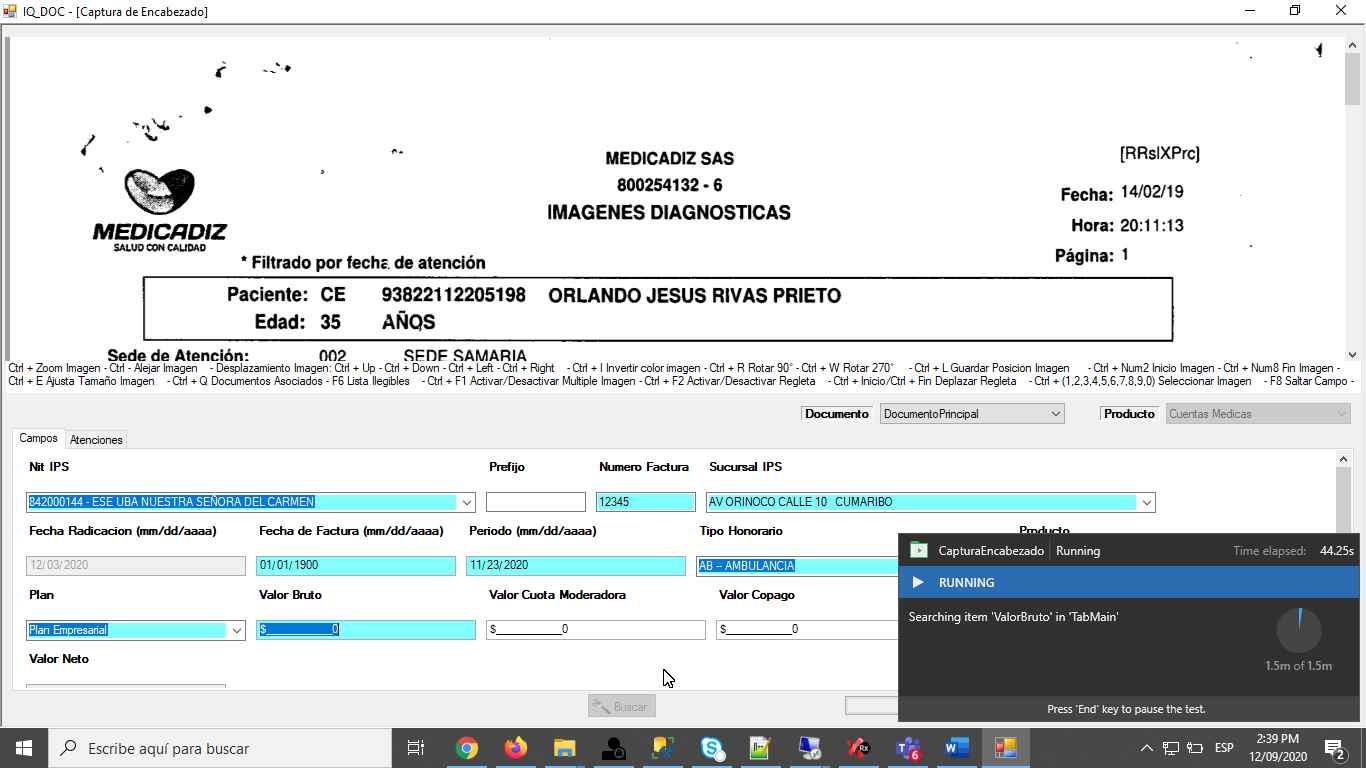 IQ_DOC - [Captura de Encabezado]
[RRsIXPrc]
MEDICADIZ SAS
800254132 - 6
IMAGENES DIAGNOSTICAS
Fecha: 14/02/19
Hora: 20:11:13
Página: 1
MEDICADIZ
SALUD CON CALIDAD
* Filtrado por fecha de atención
Paciente: CE 93822112205198 ORLANDO JESUS RIVAS PRIETO
Edad: 35 AÑOS
Sede de Atención: 002 SEDE SAMARIA
Ctrl + Zoom Imagen - Ctrl - Alejar Imagen - Desplazamiento Imagen: Ctrl + Up - Ctrl + Down - Ctrl + Left - Ctrl + Right - Ctrl + I Invertir color imagen - Ctrl + R Rotar 90° - Ctrl + W Rotar 270° - Ctrl + L Guardar Posicion Imagen - Ctrl + Num2 Inicio Imagen - Ctrl + Num8 Fin Imagen -
Ctrl + E Ajusta Tamaño Imagen - Ctrl + Q Documentos Asociados - F6 Lista Ilegibles - Ctrl + F1 Activar/Desactivar Multiple Imagen - Ctrl + F2 Activar/Desactivar Regleta - Ctrl + Inicio/Ctrl + Fin Deplazar Regleta - Ctrl + (1,2,3,4,5,6,7,8,9,0) Seleccionar Imagen - F8 Saltar Campo -
Documento DocumentoPrincipal Producto Cuentas Medicas
Campos Atenciones
Nit IPS Prefijo Numero Factura Sucursal IPS
842000144 - ESE UBA NUESTRA SEÑORA DEL CARMEN 12345 AV ORINOCO CALLE 10 CUMARIBO
Fecha Radicacion (mm/dd/aaaa) Fecha de Factura (mm/dd/aaaa) Periodo (mm/dd/aaaa) Tipo Honorario Producto
12/03/2020 01/01/1900 11/23/2020 AB -- AMBULANCIA
Plan Valor Bruto Valor Cuota Moderadora Valor Copago
Plan Empresarial $___________0 $___________0 $___________0
Valor Neto
Buscar
CapturaEncabezado Running Time elapsed: 44.25s
RUNNING
Searching item 'ValorBruto' in 'TabMain'
1.5m of 1.5m
Press 'End' key to pause the test.
Escribe aquí para buscar
Rx
6
ESP
2:39 PM
12/09/2020
2